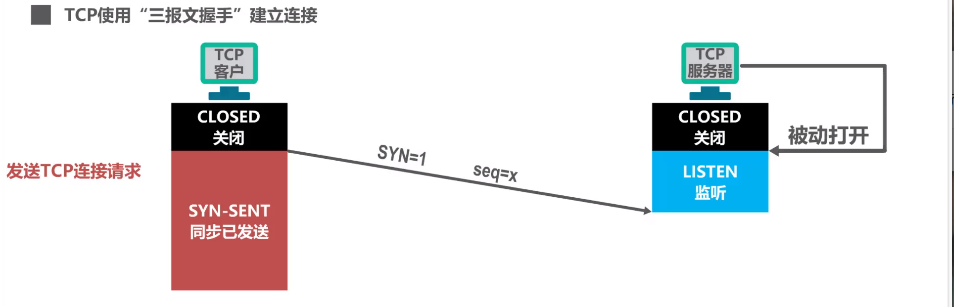 TCP使用“三报文握手”建立连接
TCP
客户
TCP
服务器
CLOSED
关闭
CLOSED
关闭
被动打开
发送TCP连接请求
SYN=1
seq=x
LISTEN
监听
SYN-SENT
同步已发送